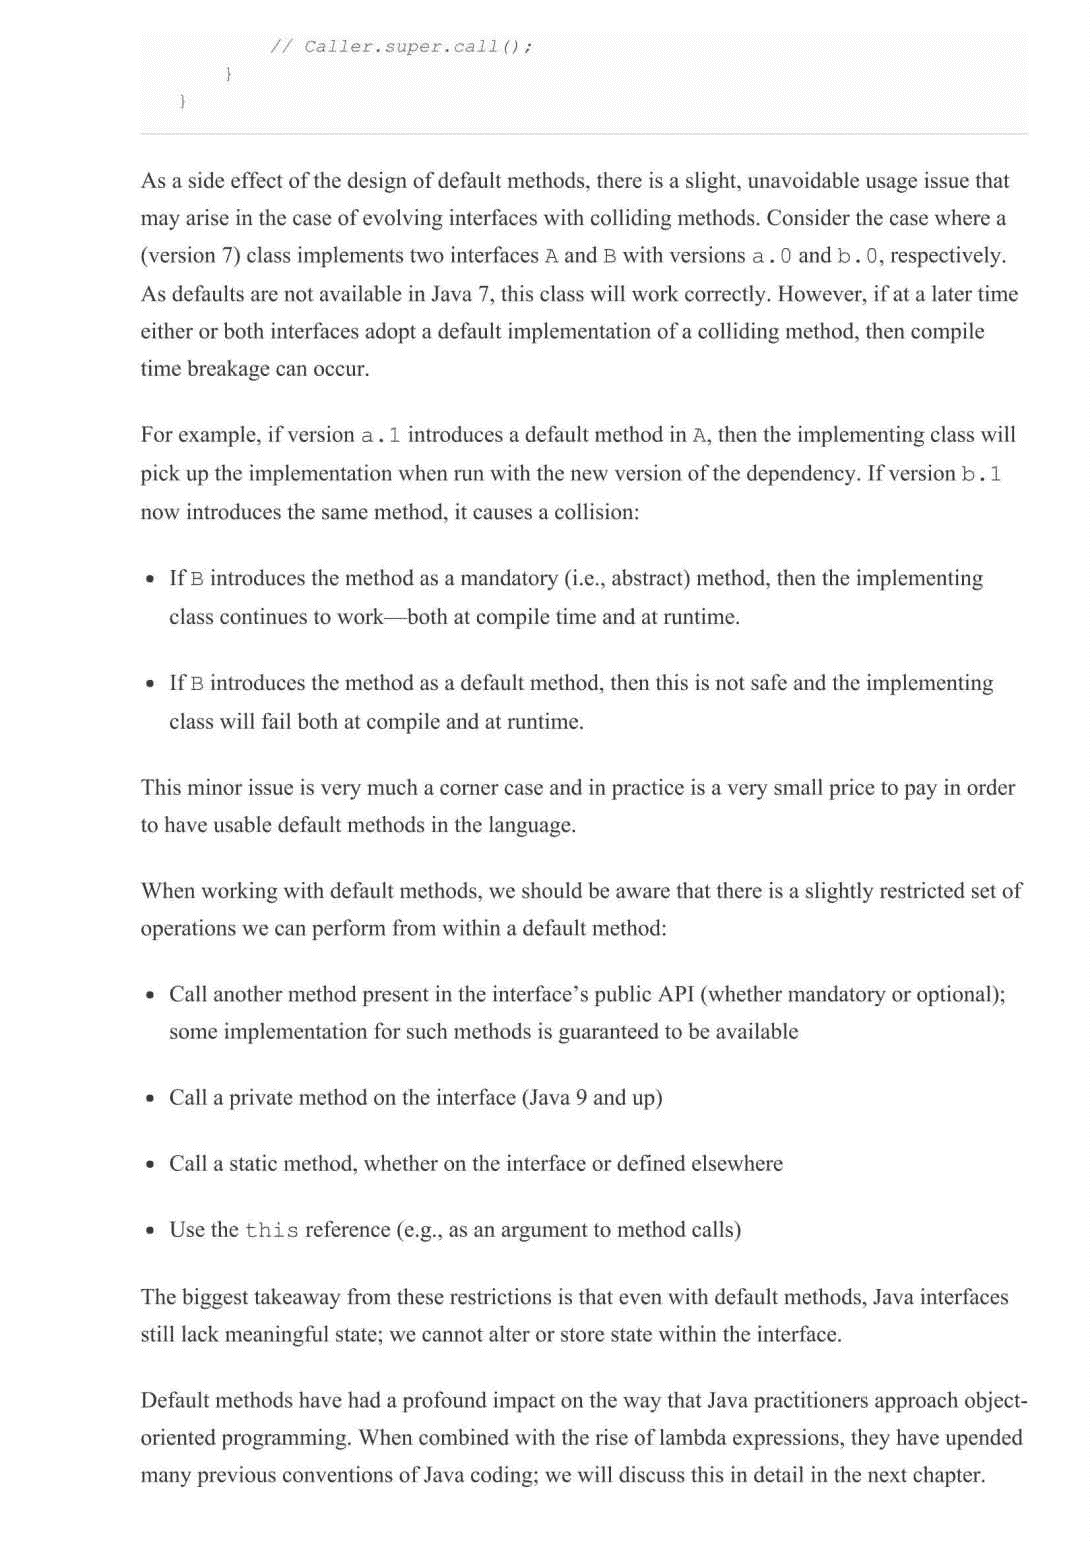 // Caller.super.call();
}
}
As a side effect of the design of default methods, there is a slight, unavoidable usage issue that
may arise in the case of evolving interfaces with colliding methods. Consider the case where a
(version 7) class implements two interfaces A and B with versions a.0 and b.0, respectively.
As defaults are not available in Java 7, this class will work correctly. However, if at a later time
either or both interfaces adopt a default implementation of a colliding method, then compile
time breakage can occur.
For example, if version a.1 introduces a default method in A, then the implementing class will
pick up the implementation when run with the new version of the dependency. If version b.1
now introduces the same method, it causes a collision:
• If B introduces the method as a mandatory (i.e., abstract) method, then the implementing
class continues to work—both at compile time and at runtime.
• If B introduces the method as a default method, then this is not safe and the implementing
class will fail both at compile and at runtime.
This minor issue is very much a corner case and in practice is a very small price to pay in order
to have usable default methods in the language.
When working with default methods, we should be aware that there is a slightly restricted set of
operations we can perform from within a default method:
• Call another method present in the interface’s public API (whether mandatory or optional);
some implementation for such methods is guaranteed to be available
• Call a private method on the interface (Java 9 and up)
• Call a static method, whether on the interface or defined elsewhere
• Use the this reference (e.g., as an argument to method calls)
The biggest takeaway from these restrictions is that even with default methods, Java interfaces
still lack meaningful state; we cannot alter or store state within the interface.
Default methods have had a profound impact on the way that Java practitioners approach object-
oriented programming. When combined with the rise of lambda expressions, they have upended
many previous conventions of Java coding; we will discuss this in detail in the next chapter.